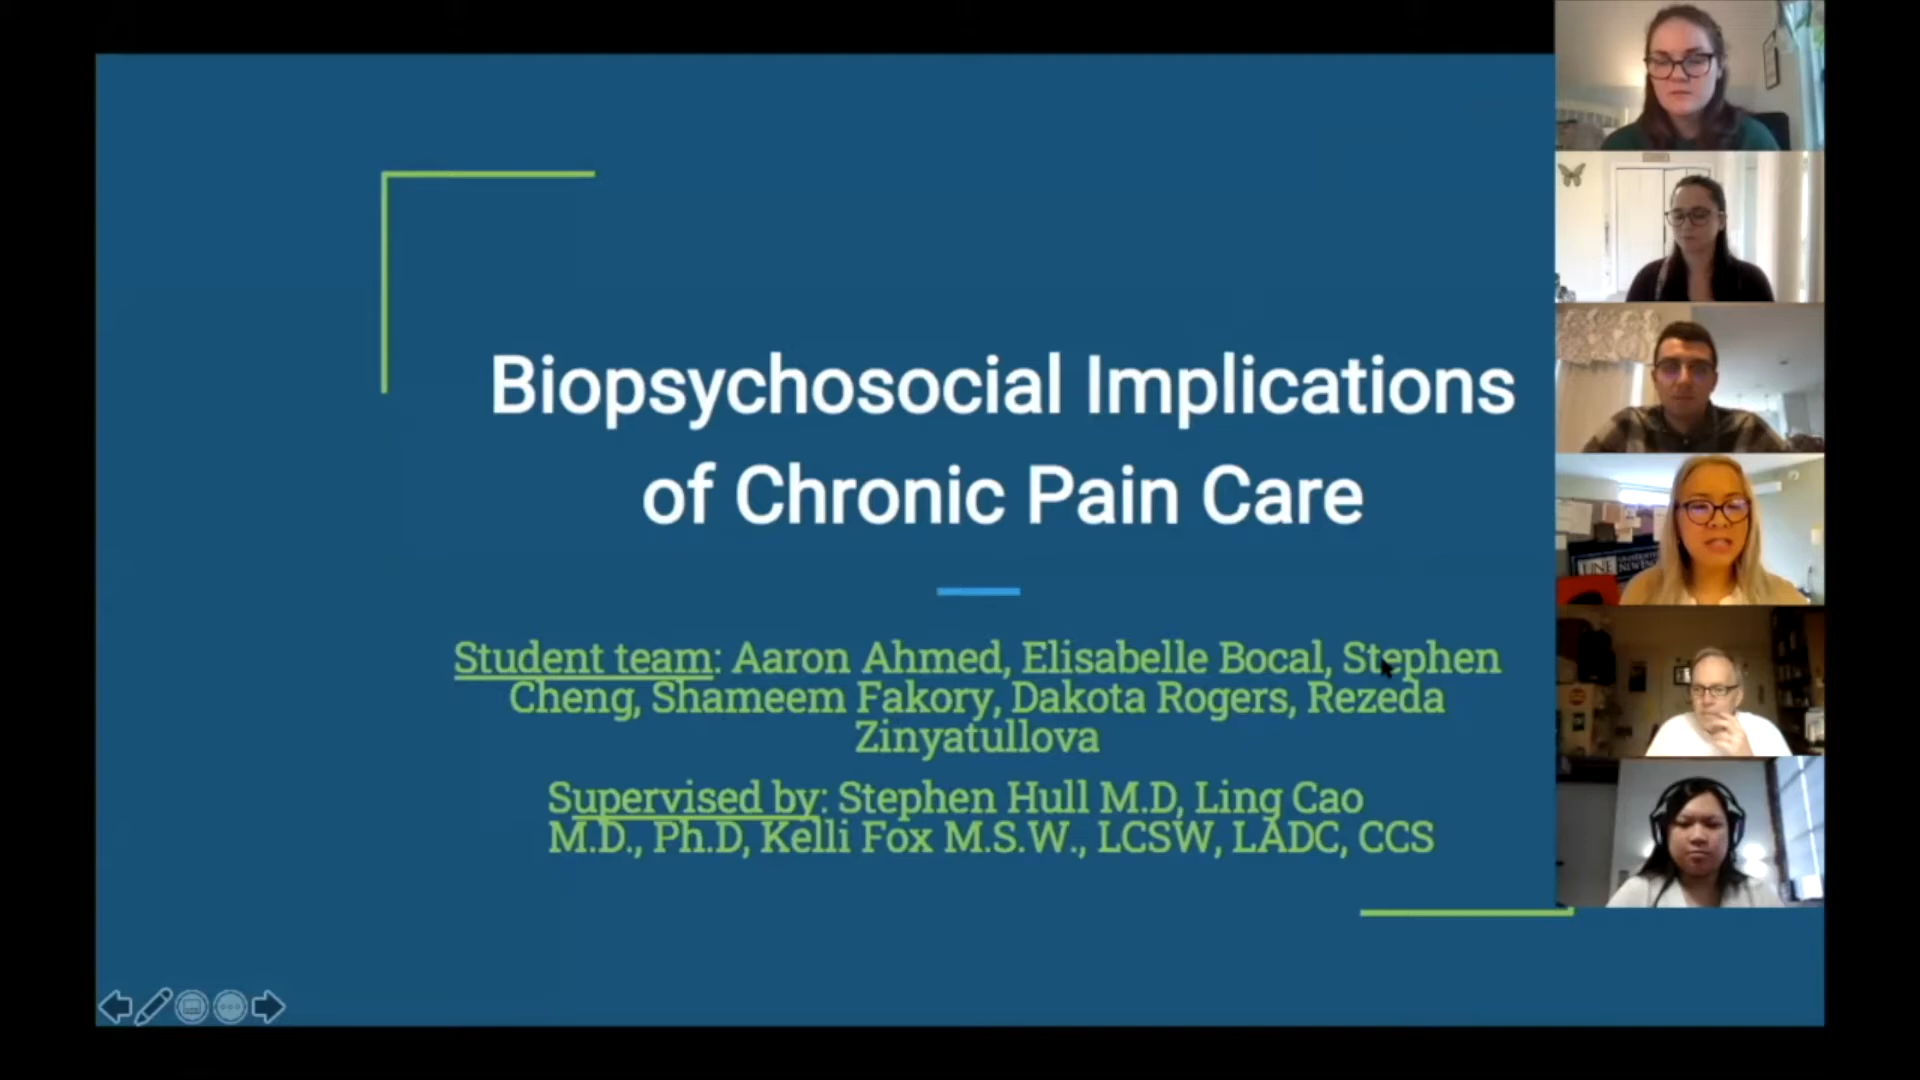 Biopsychosocial Implications
of Chronic Pain Care
Student team: Aaron Ahmed, Elisabelle Bocal, Stephen
Cheng, Shameem Fakory, Dakota Rogers, Rezeda
Zinyatullova
Supervised by: Stephen Hull M.D, Ling Cao
M.D., Ph.D, Kelli Fox M.S.W., LCSW, LADC, CCS
UNE